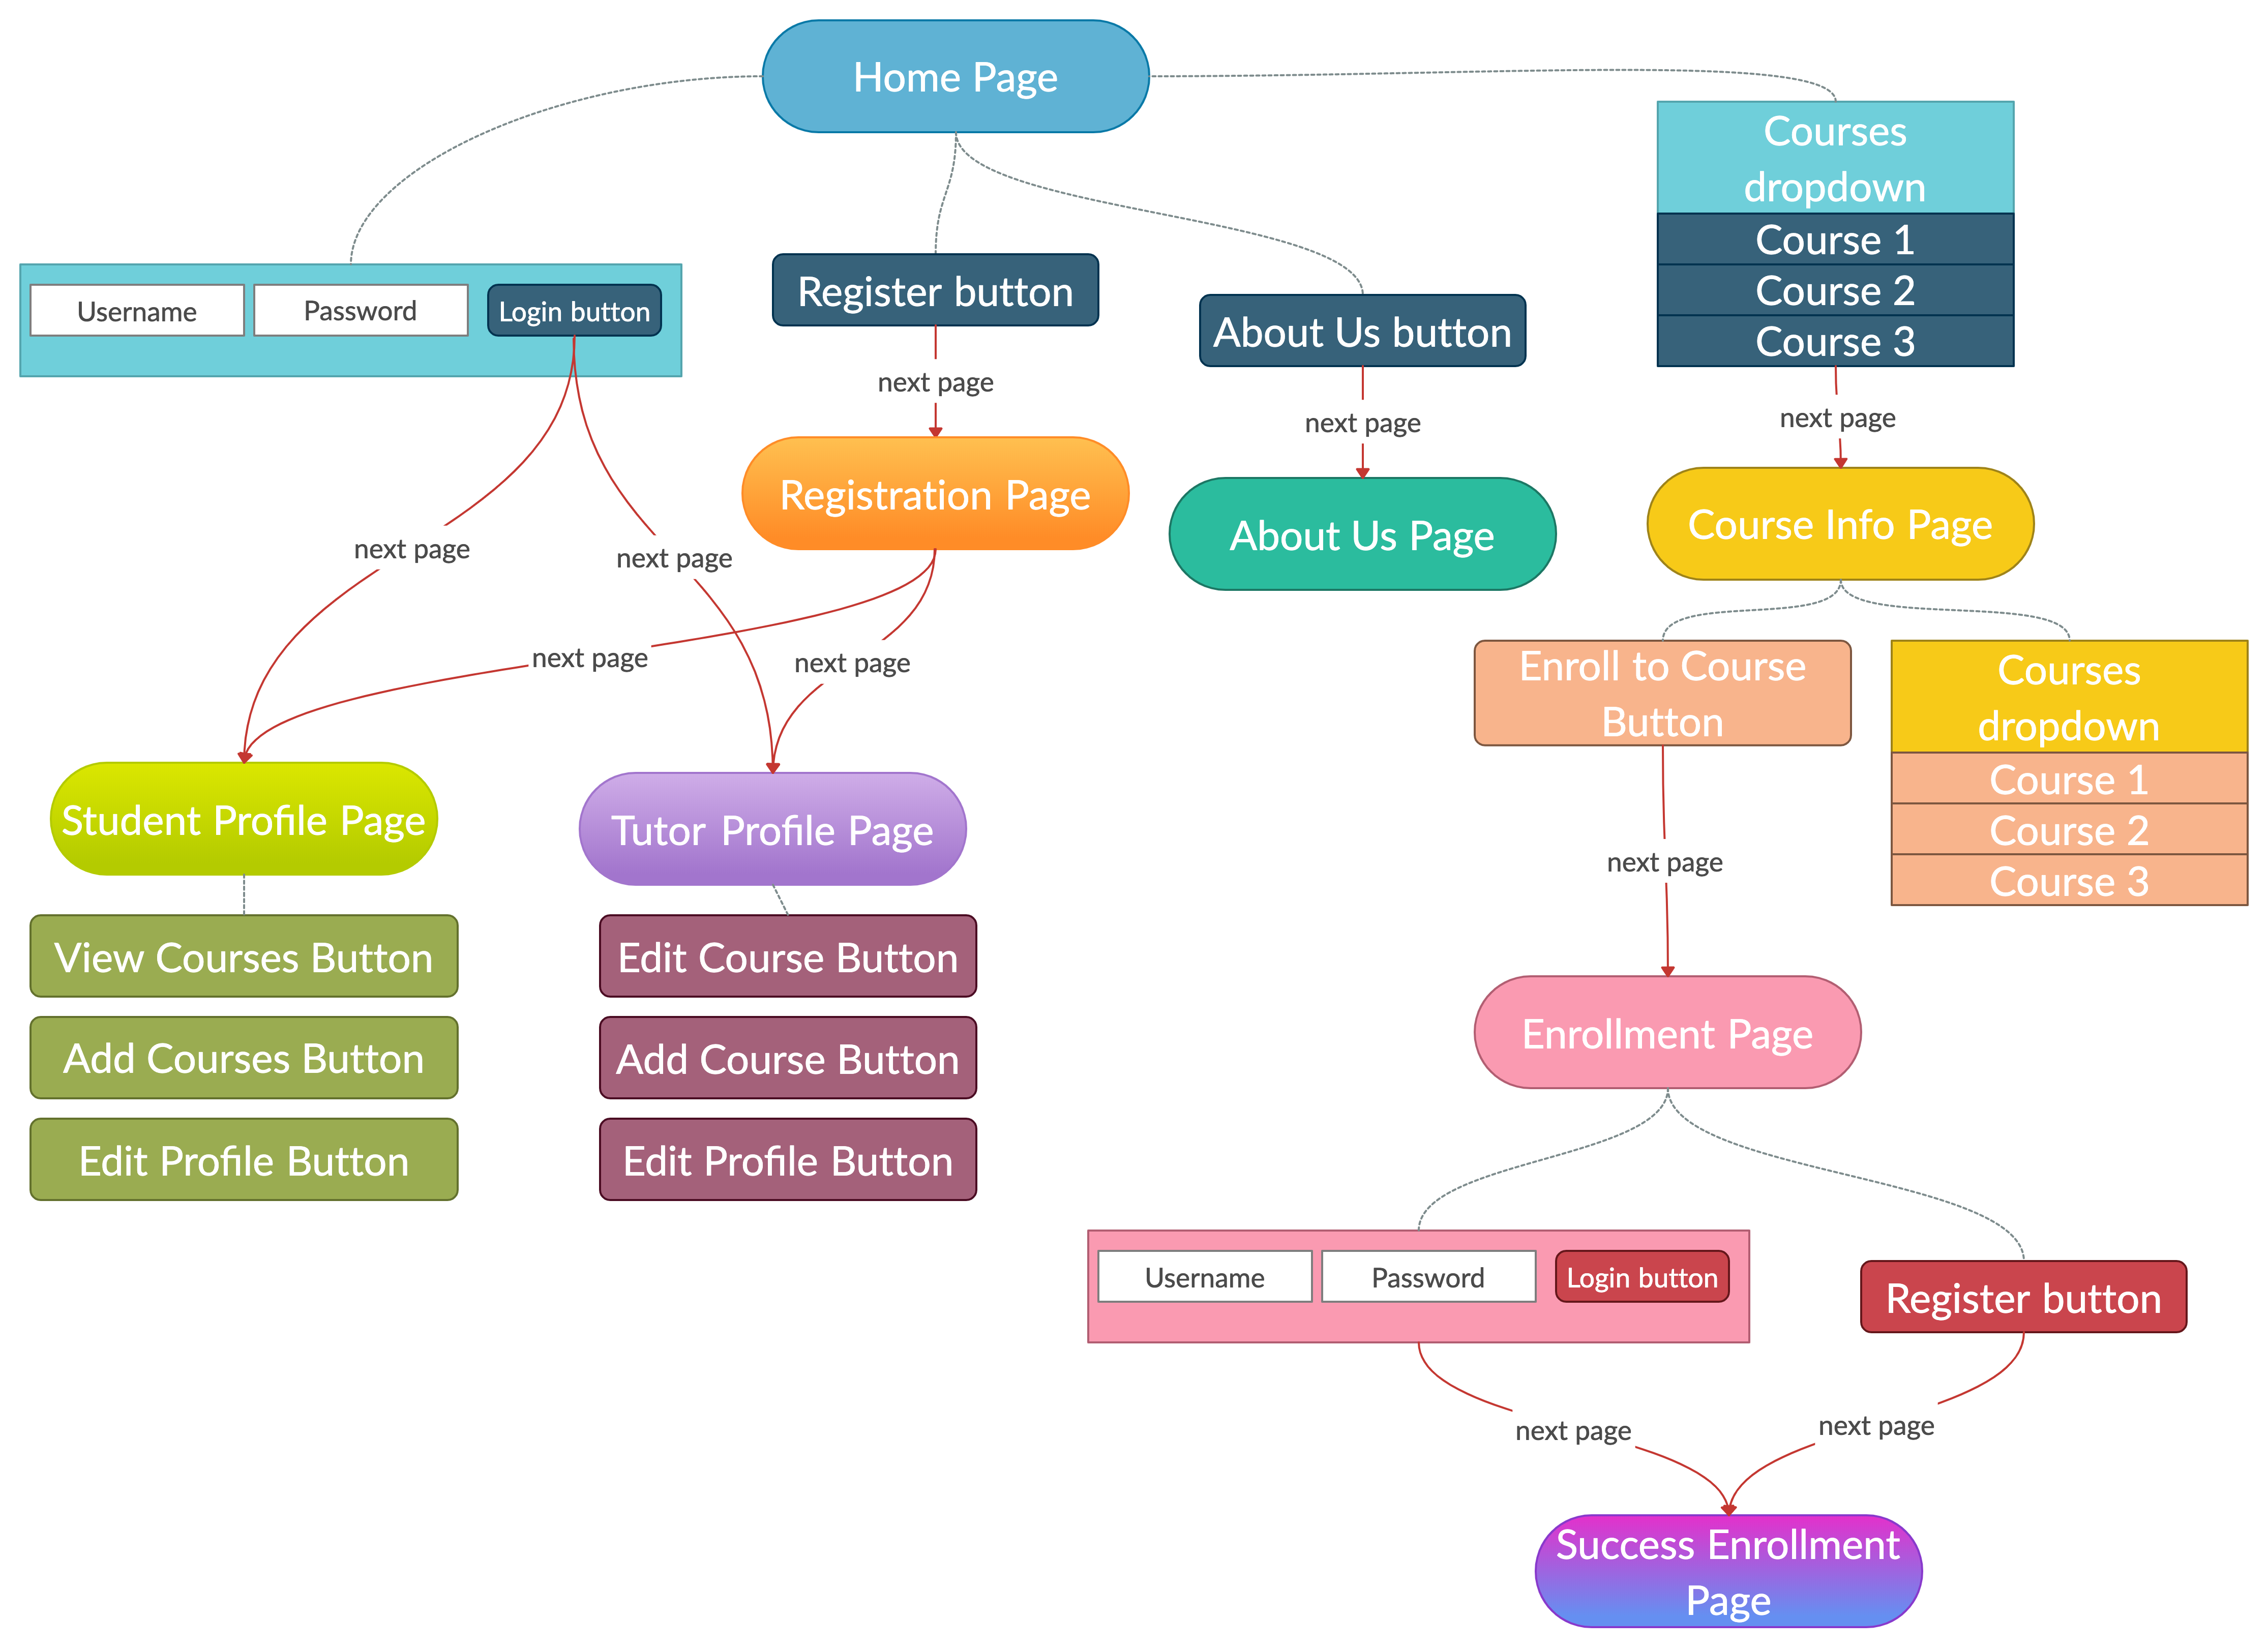 Home Page
Courses
dropdown
Course 1
Course 2
Course 3
Username
Password
Login button
Register button
About Us button
next page
next page
next page
Registration Page
About Us Page
Course Info Page
next page
next page
next page
next page
Enroll to Course
Button
Courses
dropdown
Course 1
Course 2
Course 3
Student Profile Page
Tutor Profile Page
next page
View Courses Button
Add Courses Button
Edit Profile Button
Edit Course Button
Add Course Button
Edit Profile Button
Enrollment Page
Username
Password
Login button
Register button
next page
next page
Success Enrollment
Page